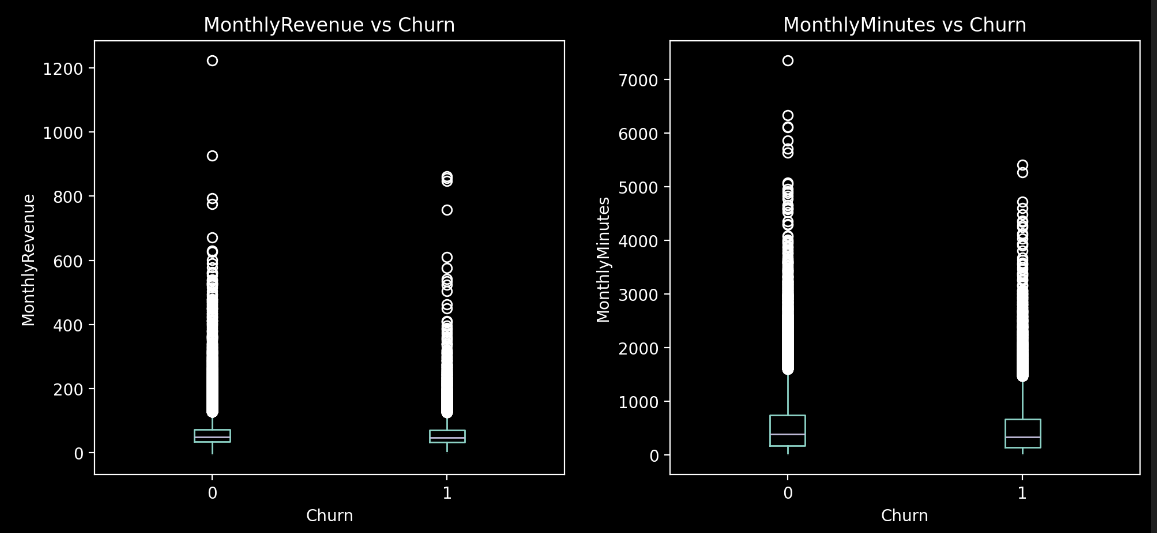 MonthlyRevenue vs Churn
MonthlyRevenue
1200
1000
800
600
400
200
0
0 1
Churn
MonthlyMinutes vs Churn
MonthlyMinutes
7000
6000
5000
4000
3000
2000
1000
0
0 1
Churn